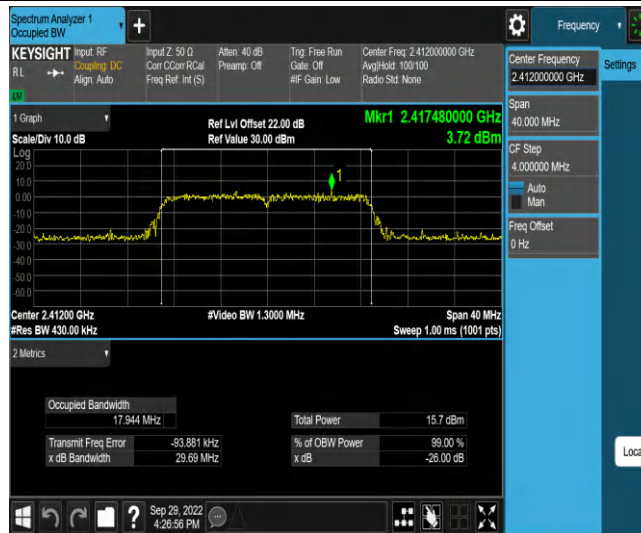 Spectrum Analyzer 1
Occupied BW
+
Frequency
KEYSIGHT
RL
LV
Input: RF
Coupling: DC
Align: Auto
Input Z: 50 Ω
Corr CCorr RCal
Freq Ref: Int (S)
Atten: 40 dB
Preamp: Off
Trig: Free Run
Gate: Off
#IF Gain: Low
Center Freq: 2.412000000 GHz
Avg|Hold: 100/100
Radio Std: None
Center Frequency
2.412000000 GHz
Settings
Span
40.000 MHz
CF Step
4.000000 MHz
Auto
Man
Freq Offset
0 Hz
1 Graph
Scale/Div 10.0 dB
Ref Lvl Offset 22.00 dB
Ref Value 30.00 dBm
Mkr1 2.417480000 GHz
3.72 dBm
Log
20.0
10.0
0.00
-10.0
-20.0
-30.0
-40.0
-50.0
-60.0
1
Center 2.41200 GHz
#Res BW 430.00 kHz
#Video BW 1.3000 MHz
Span 40 MHz
Sweep 1.00 ms (1001 pts)
2 Metrics
Occupied Bandwidth
17.944 MHz
Total Power 15.7 dBm
Transmit Freq Error -93.881 kHz
% of OBW Power 99.00 %
x dB Bandwidth 29.69 MHz
x dB -26.00 dB
Loca
?
Sep 29, 2022
4:26:56 PM